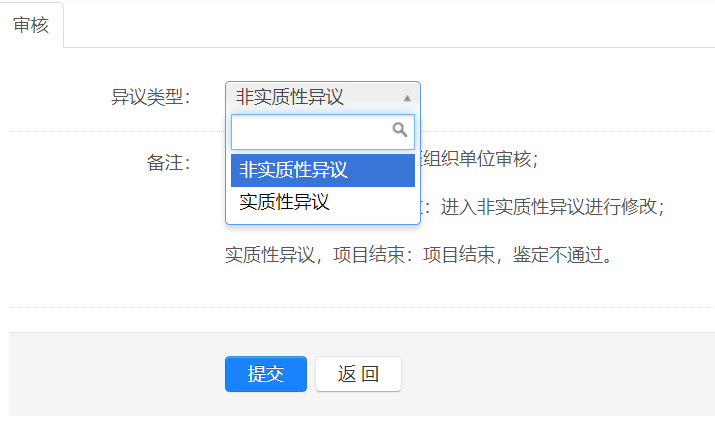 审核
异议类型：
非实质性异议
非实质性异议
实质性异议
备注：
组织单位审核；
：进入非实质性异议进行修改；
实质性异议，项目结束：项目结束，鉴定不通过。
提交
返 回